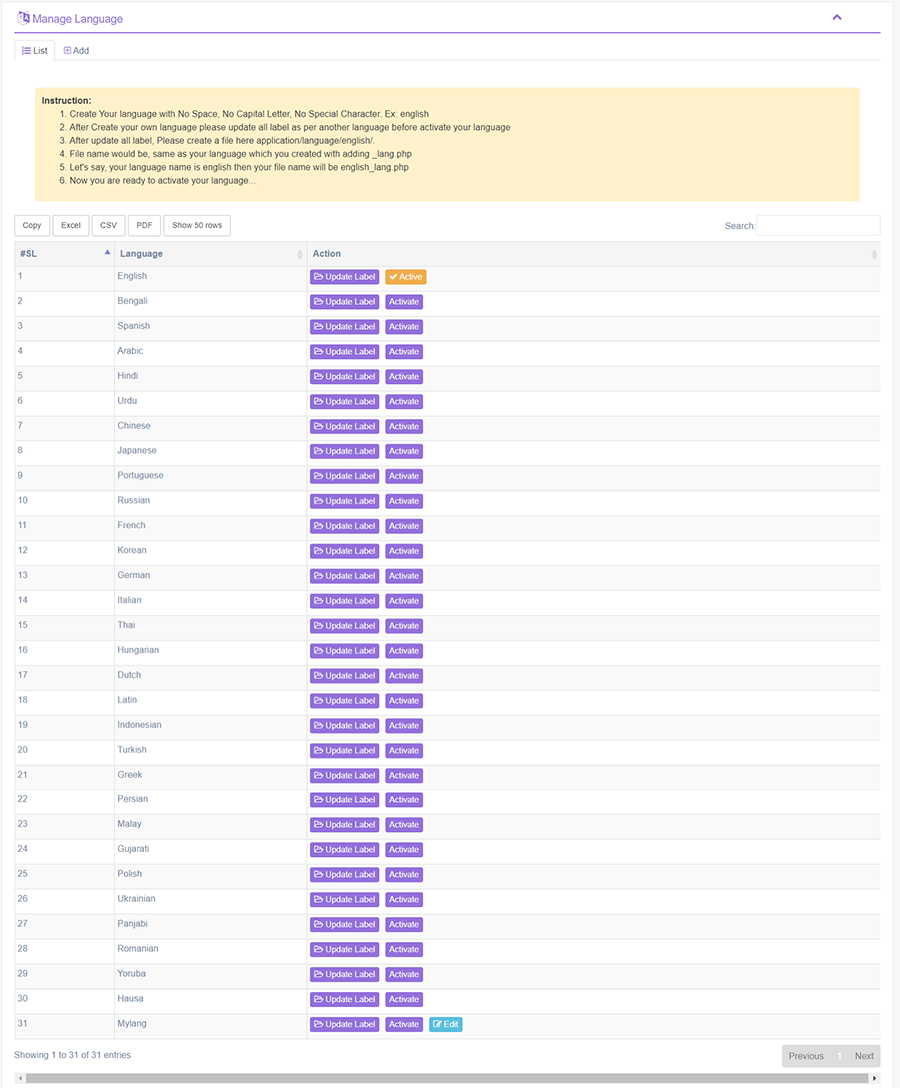 Manage Language
List Add
Instruction:
1. Create Your language with No Space, No Capital Letter, No Special Character. Ex: english
2. After Create your own language please update all label as per another language before activate your language
3. After update all label, Please create a file here application/language/english/.
4. File name would be, same as your language which you created with adding _lang.php
5. Let's say, your language name is english then your file name will be english_lang.php
6. Now you are ready to activate your language...
Copy Excel CSV PDF Show 50 rows Search:
#SL Language Action
1 English Update Label Active
2 Bengali Update Label Activate
3 Spanish Update Label Activate
4 Arabic Update Label Activate
5 Hindi Update Label Activate
6 Urdu Update Label Activate
7 Chinese Update Label Activate
8 Japanese Update Label Activate
9 Portuguese Update Label Activate
10 Russian Update Label Activate
11 French Update Label Activate
12 Korean Update Label Activate
13 German Update Label Activate
14 Italian Update Label Activate
15 Thai Update Label Activate
16 Hungarian Update Label Activate
17 Dutch Update Label Activate
18 Latin Update Label Activate
19 Indonesian Update Label Activate
20 Turkish Update Label Activate
21 Greek Update Label Activate
22 Persian Update Label Activate
23 Malay Update Label Activate
24 Gujarati Update Label Activate
25 Polish Update Label Activate
26 Ukrainian Update Label Activate
27 Panjabi Update Label Activate
28 Romanian Update Label Activate
29 Yoruba Update Label Activate
30 Hausa Update Label Activate
31 Mylang Update Label Activate Edit
Showing 1 to 31 of 31 entries Previous 1 Next